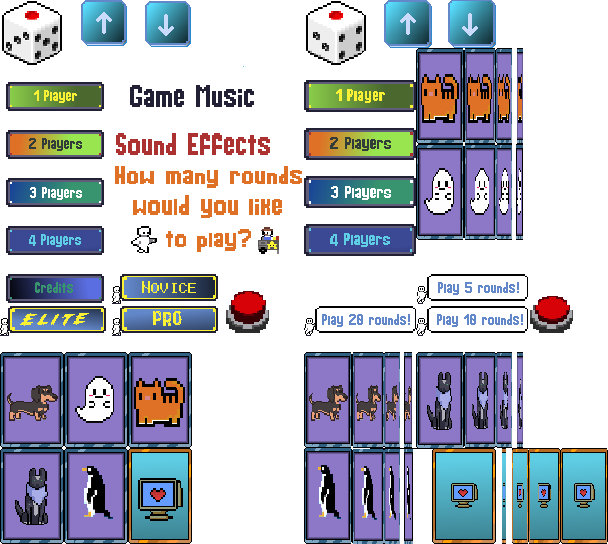 1 Player
Game Music
1 Player
2 Players
Sound Effects
2 Players
How many rounds
3 Players
would you like
3 Players
4 Players
to play?
4 Players
Credits
NOVICE
Play 5 rounds!
ELITE
PRO
Play 20 rounds!
Play 10 rounds!